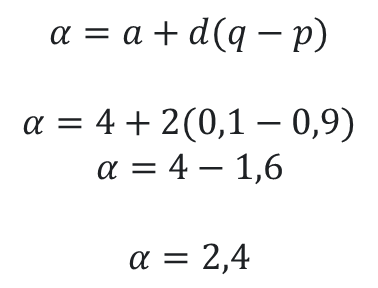 α = a + d(q − p)
α = 4 + 2(0,1 − 0,9)
α = 4 − 1,6
α = 2,4